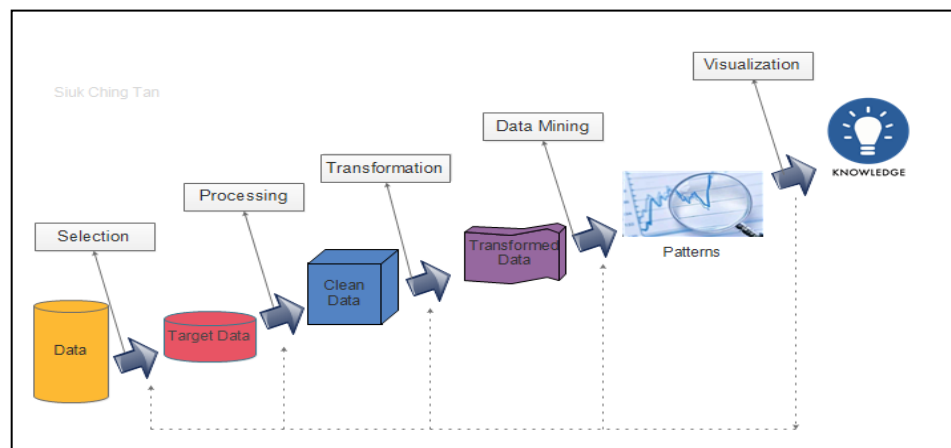 Visualization
Siuk Ching Tan
Data Mining
Transformation
KNOWLEDGE
Processing
Selection
Transformed
Data
Patterns
Clean
Data
Target Data
Data